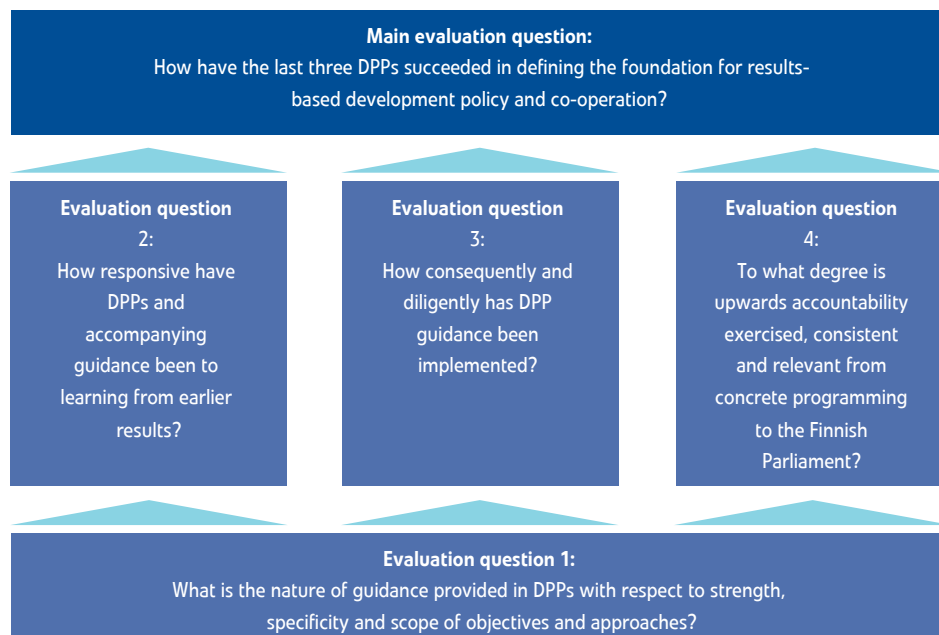 Main evaluation question:
How have the last three DPPs succeeded in defining the foundation for results-
based development policy and co-operation?
Evaluation question
2:
How responsive have
DPPs and
accompanying
guidance been to
learning from earlier
results?
Evaluation question
3:
How consequently and
diligently has DPP
guidance been
implemented?
Evaluation question
4:
To what degree is
upwards accountability
exercised, consistent
and relevant from
concrete programming
to the Finnish
Parliament?
Evaluation question 1:
What is the nature of guidance provided in DPPs with respect to strength,
specificity and scope of objectives and approaches?